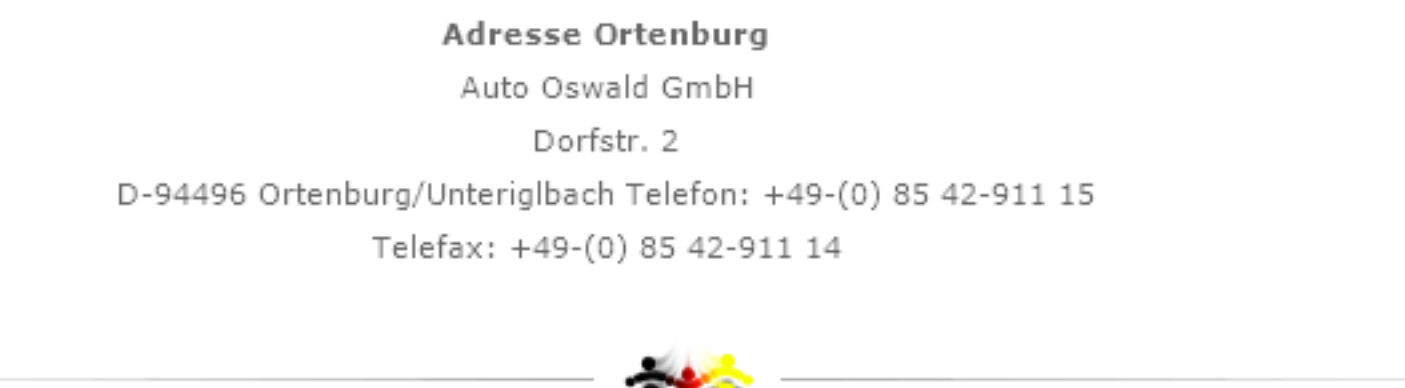 Adresse Ortenburg
Auto Oswald GmbH
Dorfstr. 2
D-94496 Ortenburg/Unteriglbach Telefon: +49-(0) 85 42-911 15
Telefax: +49-(0) 85 42-911 14